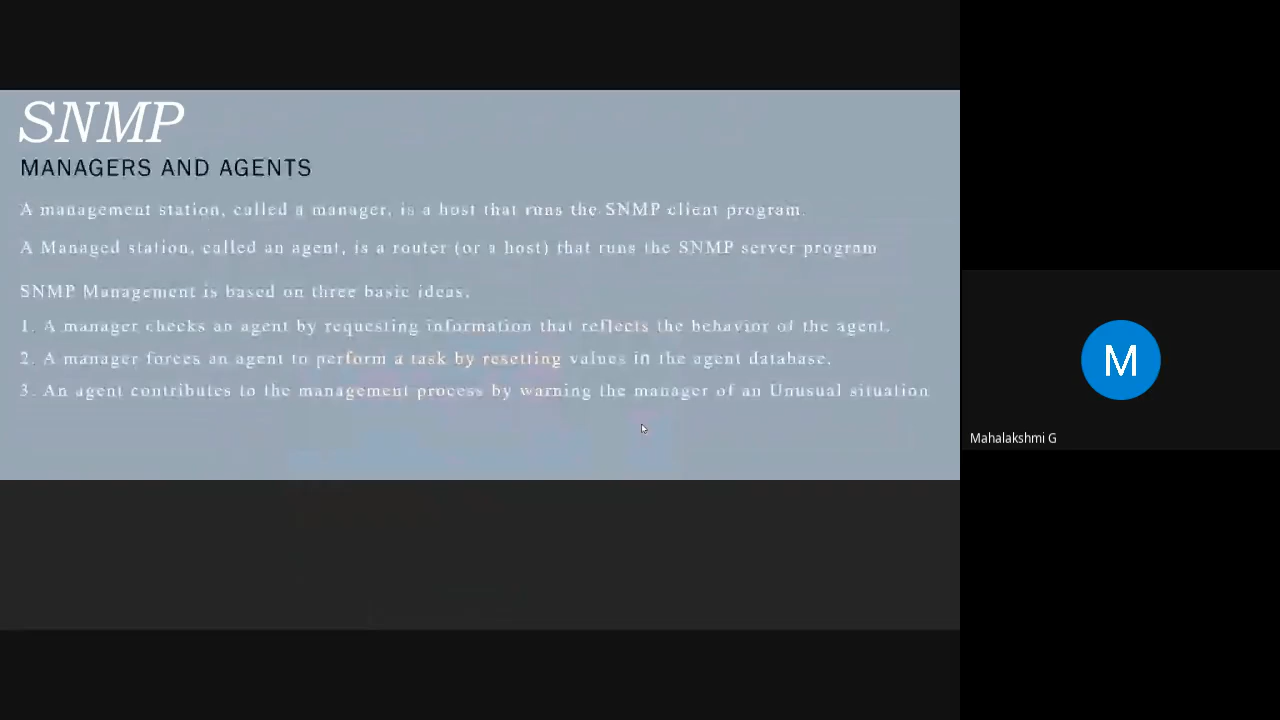 SNMP
MANAGERS AND AGENTS
A management station, called a manager, is a host that runs the SNMP client program.
A Managed station, called an agent, is a router (or a host) that runs the SNMP server program
SNMP Management is based on three basic ideas.
1. A manager checks an agent by requesting information that reflects the behavior of the agent.
2. A manager forces an agent to perform a task by resetting values in the agent database.
3. An agent contributes to the management process by warning the manager of an Unusual situation
M
Mahalakshmi G